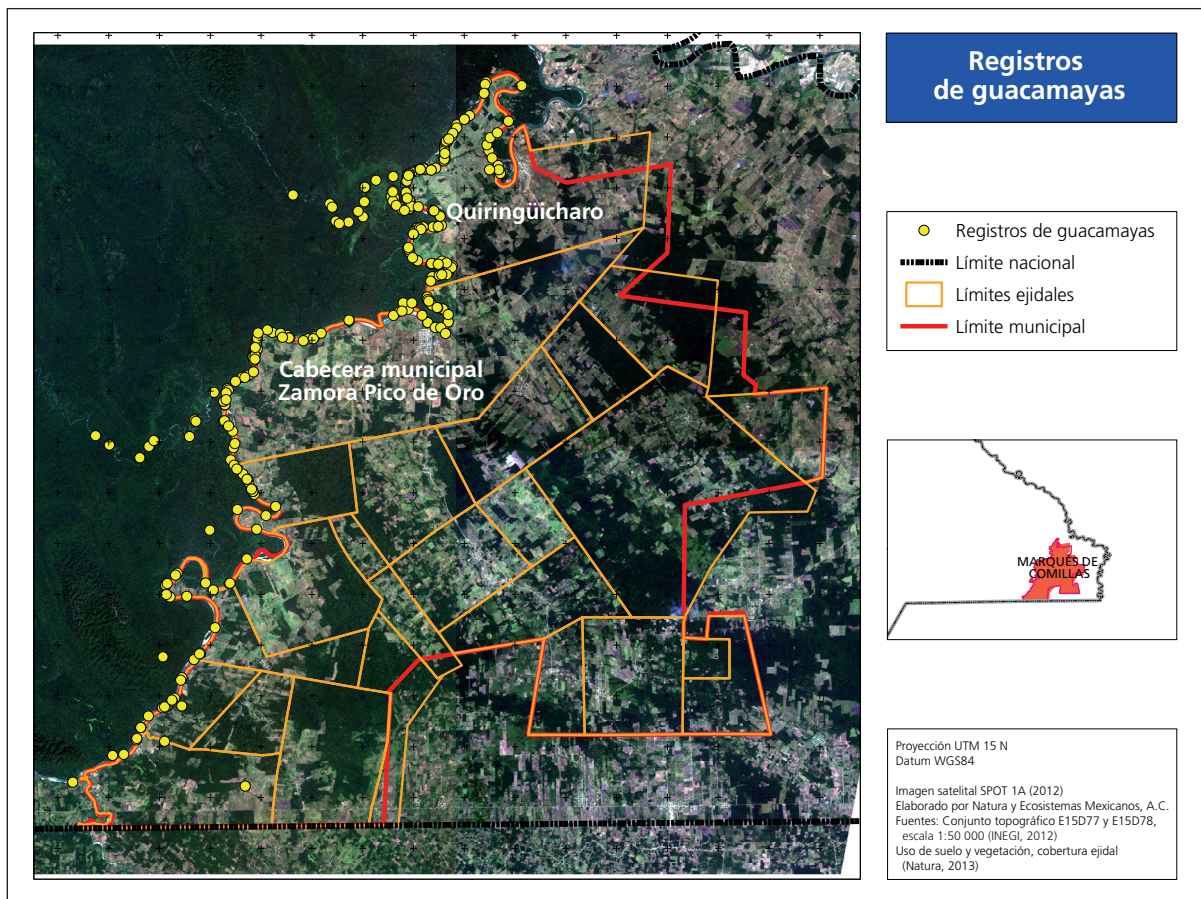 Registros
de guacamayas
Quiringüicharo
Cabecera municipal
Zamora Pico de Oro
Registros de guacamayas
Límite nacional
Límites ejidales
Límite municipal
MARQUÉS DE
COMILLAS
Proyección UTM 15 N
Datum WGS84
Imagen satelital SPOT 1A (2012)
Elaborado por Natura y Ecosistemas Mexicanos, A.C.
Fuentes: Conjunto topográfico E15D77 y E15D78,
escala 1:50 000 (INEGI, 2012)
Uso de suelo y vegetación, cobertura ejidal
(Natura, 2013)